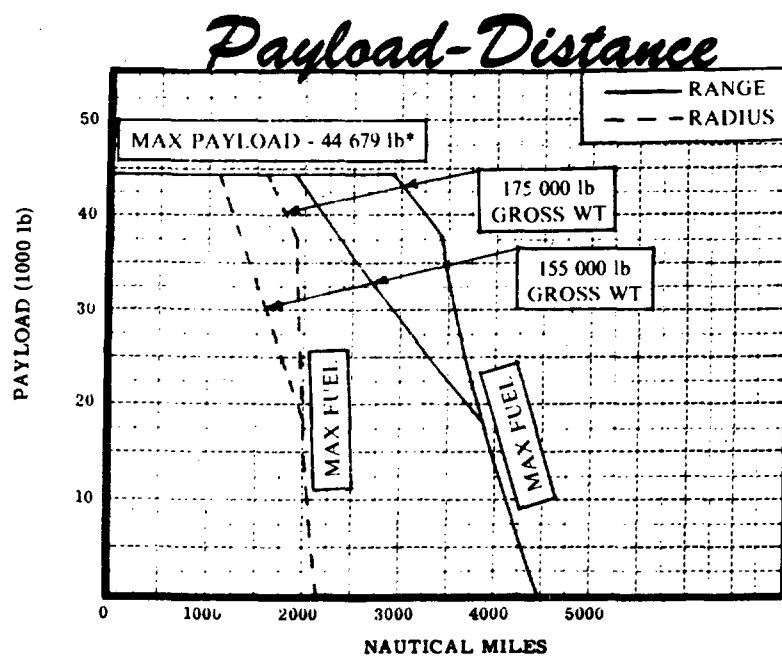 Payload-Distance
RANGE
RADIUS
MAX PAYLOAD - 44 679 lb*
175 000 lb
GROSS WT
155 000 lb
GROSS WT
PAYLOAD (1000 lb)
50
40
30
20
10
MAX FUEL
MAX FUEL
0 1000 2000 3000 4000 5000
NAUTICAL MILES